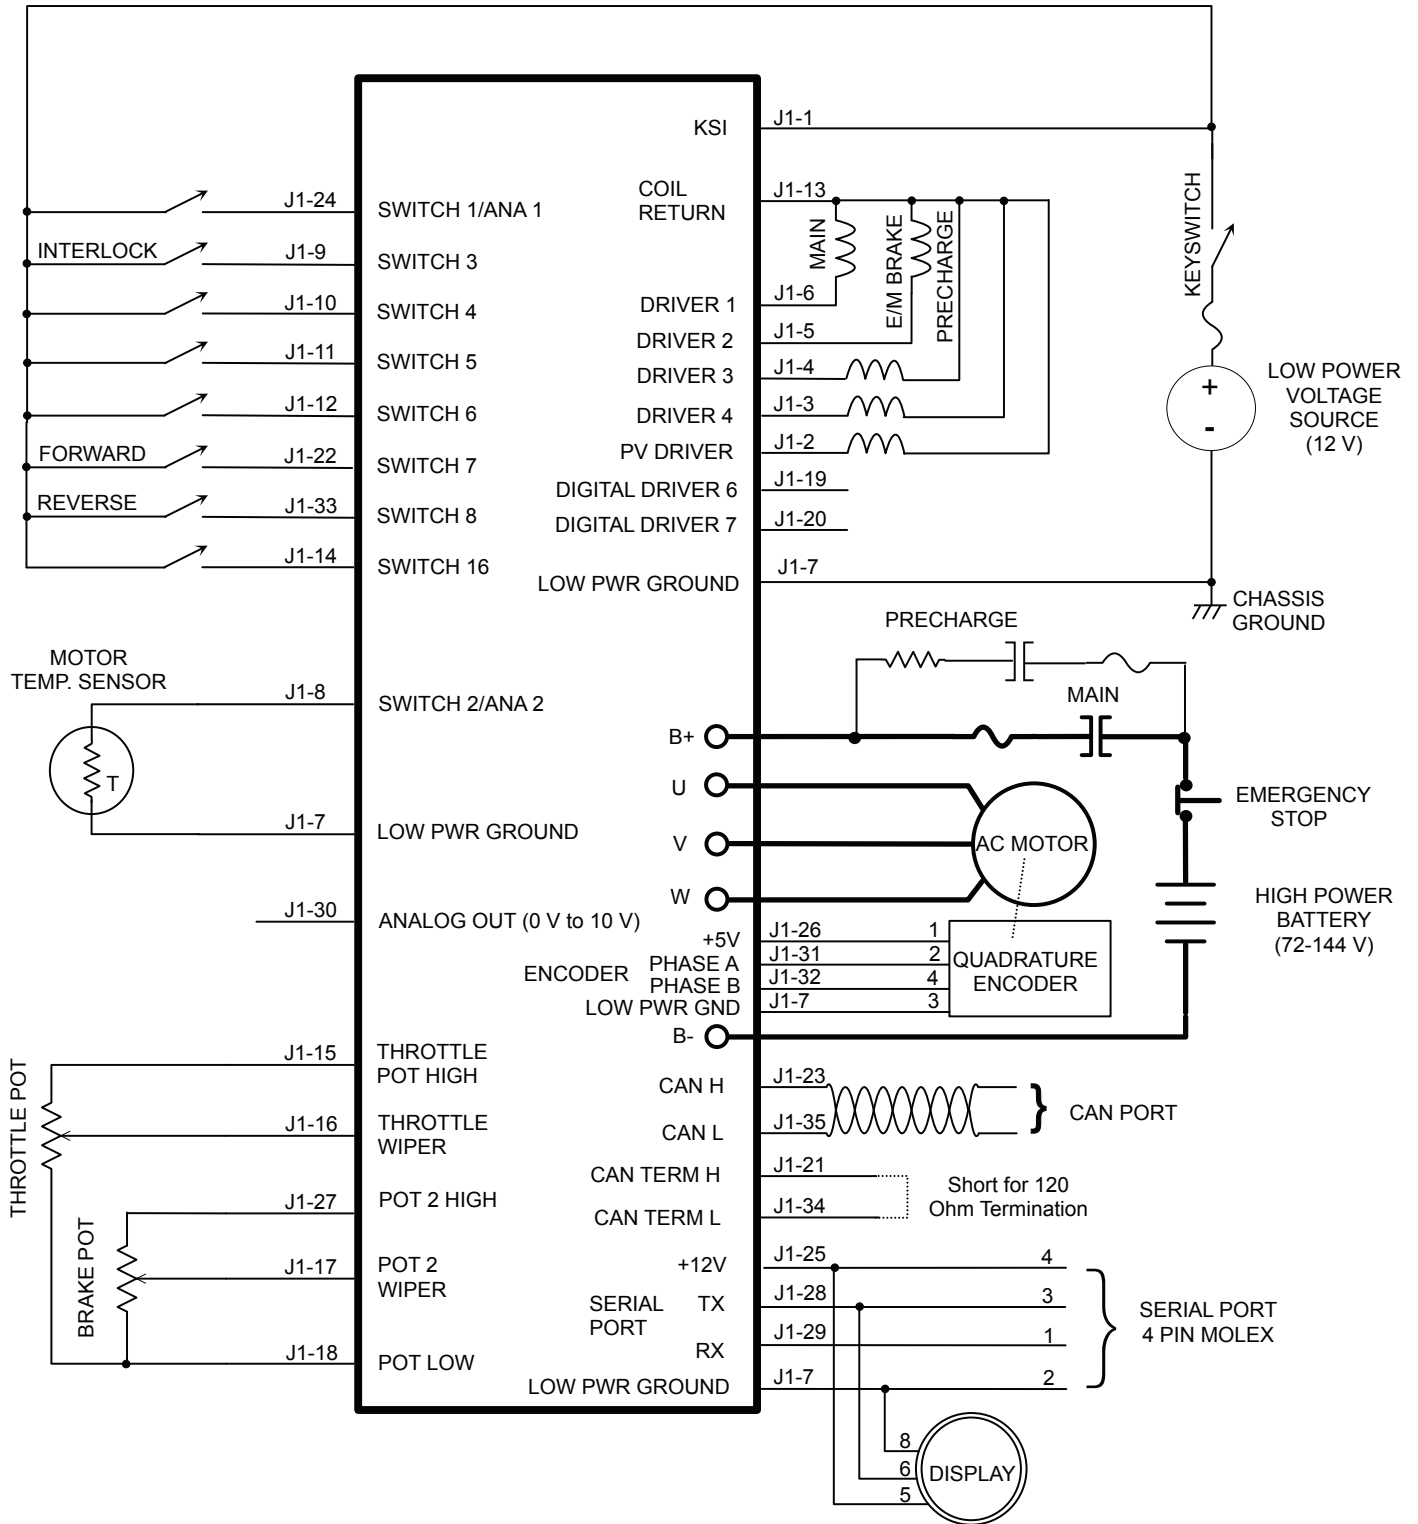 J1-1
KSI
J1-24
SWITCH 1/ANA 1
INTERLOCK
J1-9
SWITCH 3
J1-10
SWITCH 4
J1-11
SWITCH 5
J1-12
SWITCH 6
FORWARD
J1-22
SWITCH 7
REVERSE
J1-33
SWITCH 8
J1-14
SWITCH 16
COIL
RETURN
J1-13
MAIN
E/M BRAKE
PRECHARGE
DRIVER 1
J1-6
DRIVER 2
J1-5
DRIVER 3
J1-4
DRIVER 4
J1-3
PV DRIVER
J1-2
DIGITAL DRIVER 6
J1-19
DIGITAL DRIVER 7
J1-20
LOW PWR GROUND
J1-7
KEYSWITCH
+
-
LOW POWER
VOLTAGE
SOURCE
(12 V)
CHASSIS
GROUND
MOTOR
TEMP. SENSOR
T
J1-8
SWITCH 2/ANA 2
J1-7
LOW PWR GROUND
J1-30
ANALOG OUT (0 V to 10 V)
PRECHARGE
MAIN
B+
U
V
W
AC MOTOR
EMERGENCY
STOP
HIGH POWER
BATTERY
(72-144 V)
ENCODER
+5V
J1-26
1
PHASE A
J1-31
2
PHASE B
J1-32
4
LOW PWR GND
J1-7
3
QUADRATURE
ENCODER
B-
THROTTLE POT
J1-15
THROTTLE
POT HIGH
J1-16
THROTTLE
WIPER
BRAKE POT
J1-27
POT 2 HIGH
J1-17
POT 2
WIPER
J1-18
POT LOW
CAN H
J1-23
CAN L
J1-35
CAN PORT
CAN TERM H
J1-21
CAN TERM L
J1-34
Short for 120
Ohm Termination
SERIAL
PORT
+12V
J1-25
4
TX
J1-28
3
RX
J1-29
1
LOW PWR GROUND
J1-7
2
SERIAL PORT
4 PIN MOLEX
8
6
5
DISPLAY